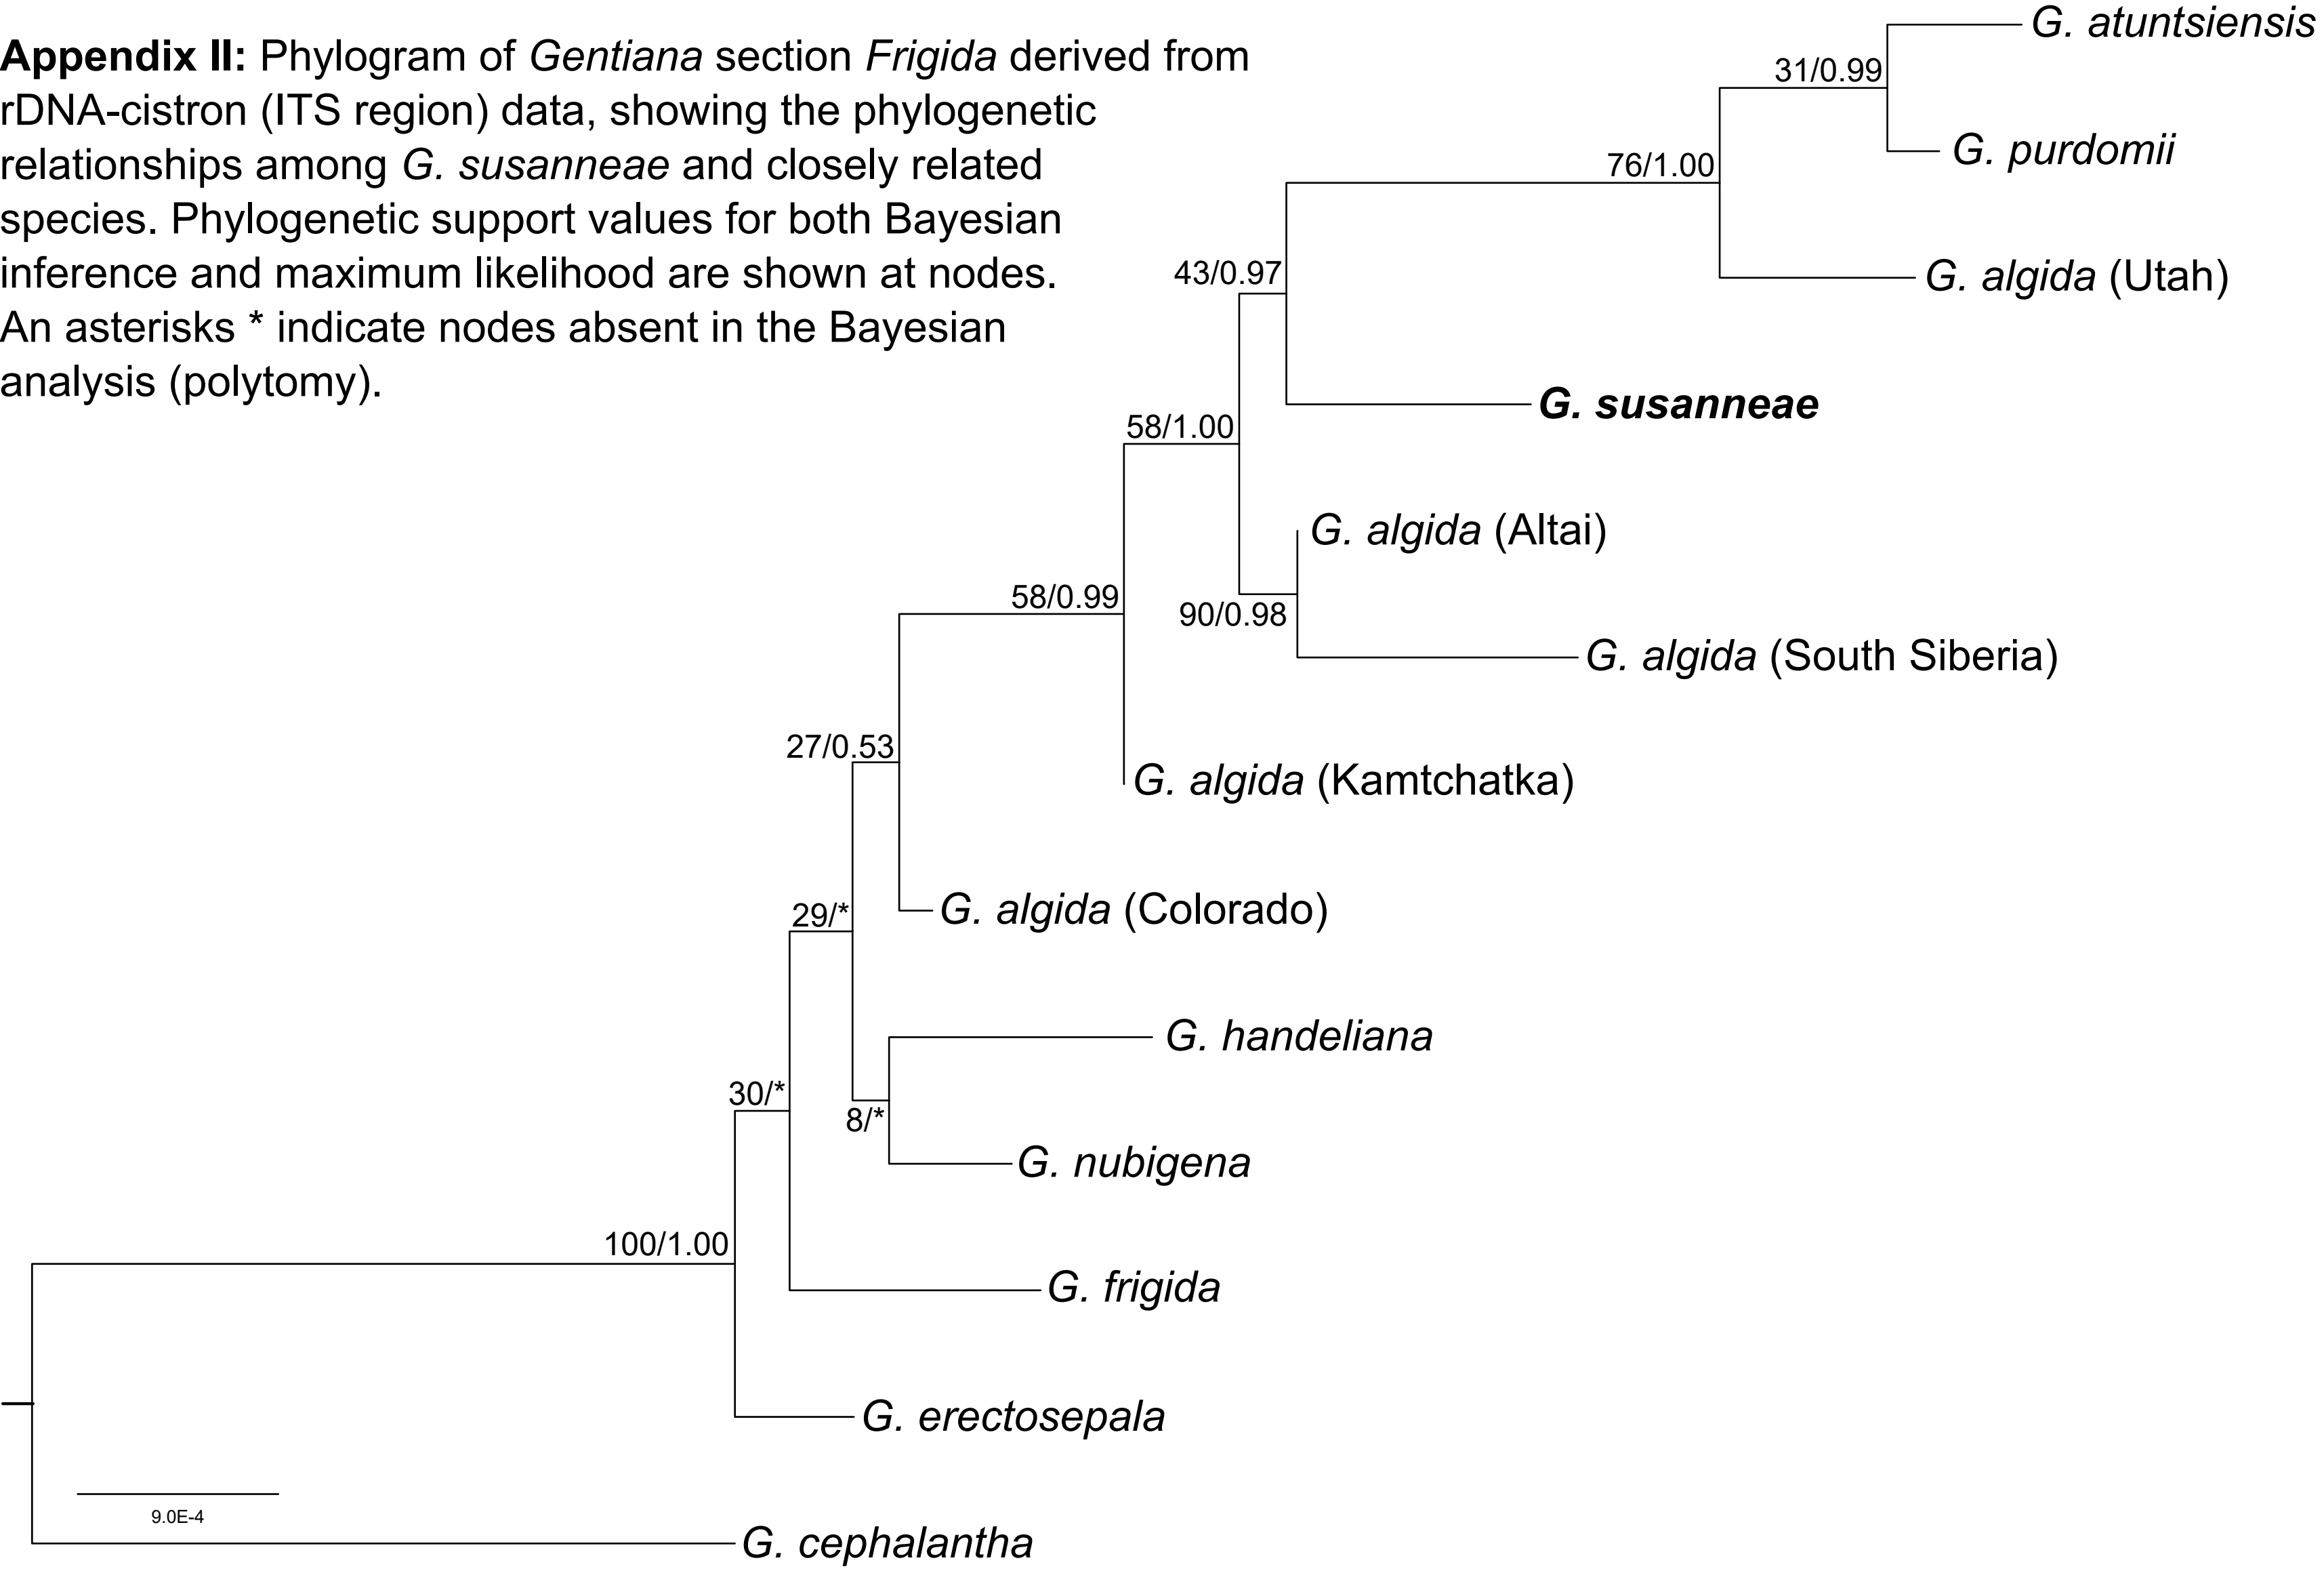 Appendix II: Phylogram of Gentiana section Frigida derived from
rDNA-cistron (ITS region) data, showing the phylogenetic
relationships among G. susanneae and closely related
species. Phylogenetic support values for both Bayesian
inference and maximum likelihood are shown at nodes.
An asterisks * indicate nodes absent in the Bayesian
analysis (polytomy).
G. atuntsiensis
31/0.99
G. purdomii
76/1.00
G. algida (Utah)
43/0.97
G. susanneae
58/1.00
G. algida (Altai)
58/0.99
90/0.98
G. algida (South Siberia)
27/0.53
G. algida (Kamtchatka)
G. algida (Colorado)
29/*
G. handeliana
30/*
8/*
G. nubigena
100/1.00
G. frigida
G. erectosepala
9.0E-4
G. cephalantha